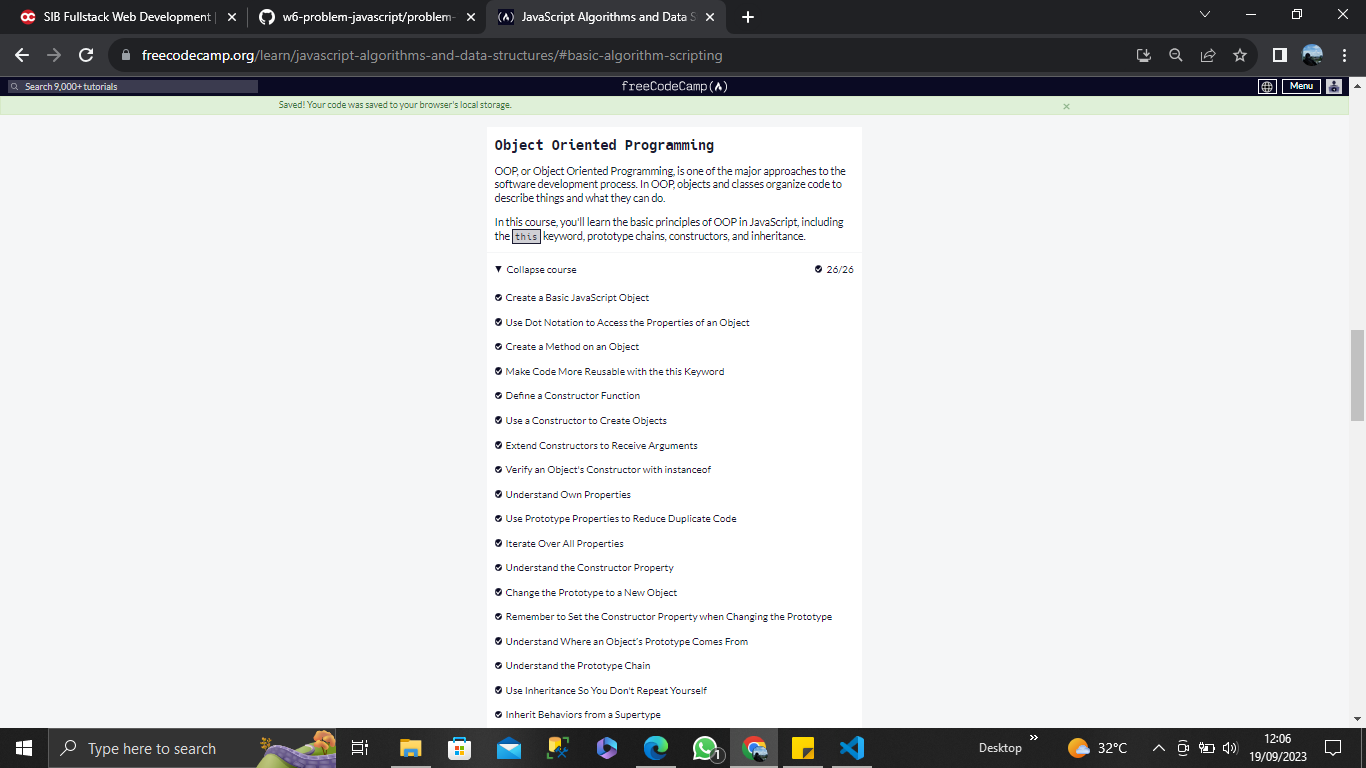 SIB Fullstack Web Development |
w6-problem-javascript/problem-
JavaScript Algorithms and Data S
freecodecamp.org/learn/javascript-algorithms-and-data-structures/#basic-algorithm-scripting
Search 9,000+ tutorials
freeCodeCamp
Menu
Saved! Your code was saved to your browser's local storage.
Object Oriented Programming
OOP, or Object Oriented Programming, is one of the major approaches to the
software development process. In OOP, objects and classes organize code to
describe things and what they can do.
In this course, you'll learn the basic principles of OOP in JavaScript, including
the this keyword, prototype chains, constructors, and inheritance.
Collapse course
26/26
Create a Basic JavaScript Object
Use Dot Notation to Access the Properties of an Object
Create a Method on an Object
Make Code More Reusable with the this Keyword
Define a Constructor Function
Use a Constructor to Create Objects
Extend Constructors to Receive Arguments
Verify an Object's Constructor with instanceof
Understand Own Properties
Use Prototype Properties to Reduce Duplicate Code
Iterate Over All Properties
Understand the Constructor Property
Change the Prototype to a New Object
Remember to Set the Constructor Property when Changing the Prototype
Understand Where an Object's Prototype Comes From
Understand the Prototype Chain
Use Inheritance So You Don't Repeat Yourself
Inherit Behaviors from a Supertype
Type here to search
1
Desktop
32°C
12:06
19/09/2023